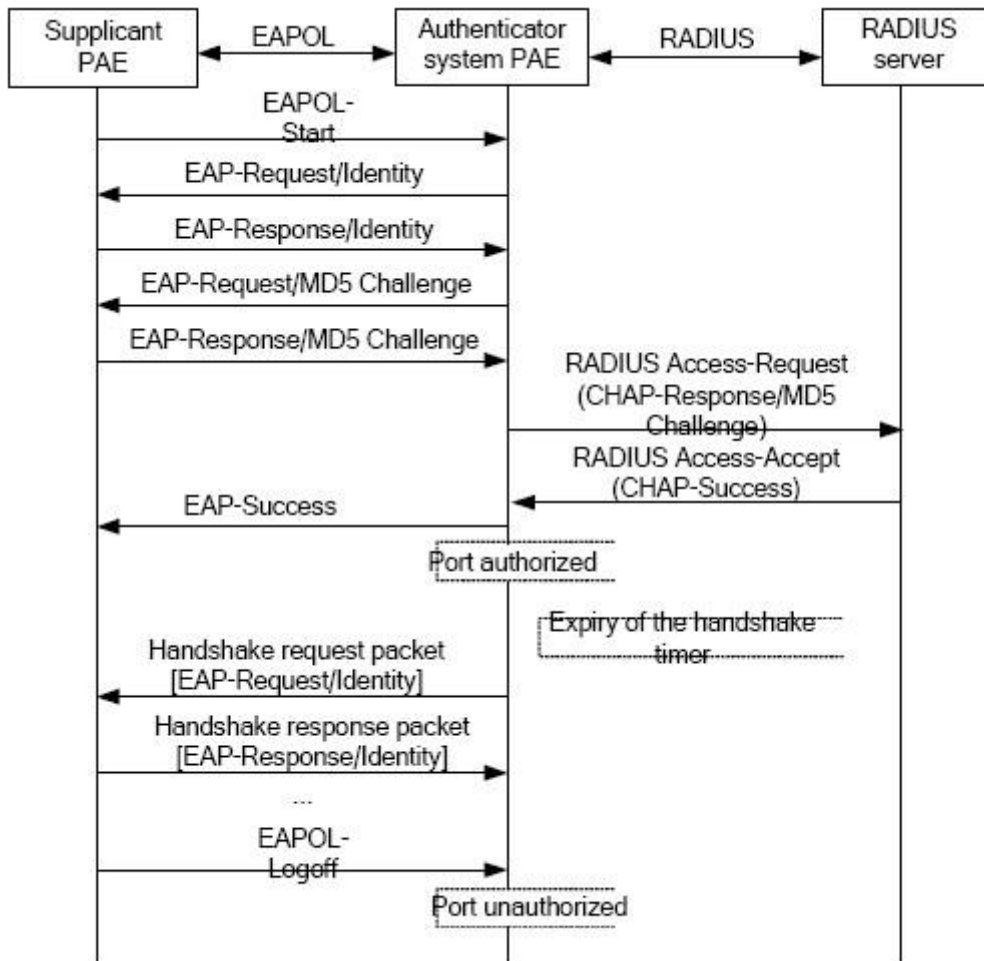 Supplicant
PAE
EAPOL
Authenticator
system PAE
RADIUS
RADIUS
server
EAPOL-
Start
EAP-Request/Identity
EAP-Response/Identity
EAP-Request/MD5 Challenge
EAP-Response/MD5 Challenge
RADIUS Access-Request
(CHAP-Response/MD5
Challenge)
RADIUS Access-Accept
(CHAP-Success)
EAP-Success
Port authorized
Expiry of the handshake
timer
Handshake request packet
[EAP-Request/Identity]
Handshake response packet
[EAP-Response/Identity]
...
EAPOL-
Logoff
Port unauthorized